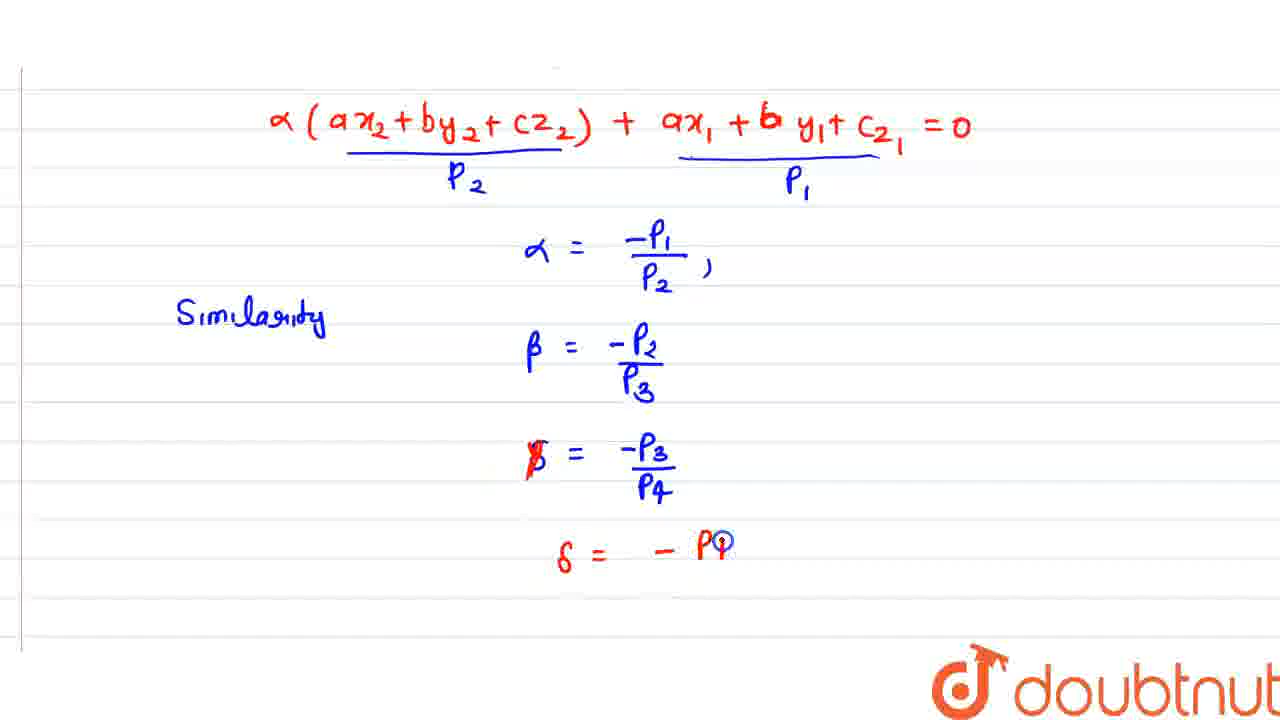 α ( ax₂ + by₂ + cz₂ ) + ax₁ + b y₁ + cz₁ = 0
P₂ P₁
α = -P₁/P₂ ,
Similarity
β = -P₂/P₃
= -P₃/P₄
δ = - P
doubtnut